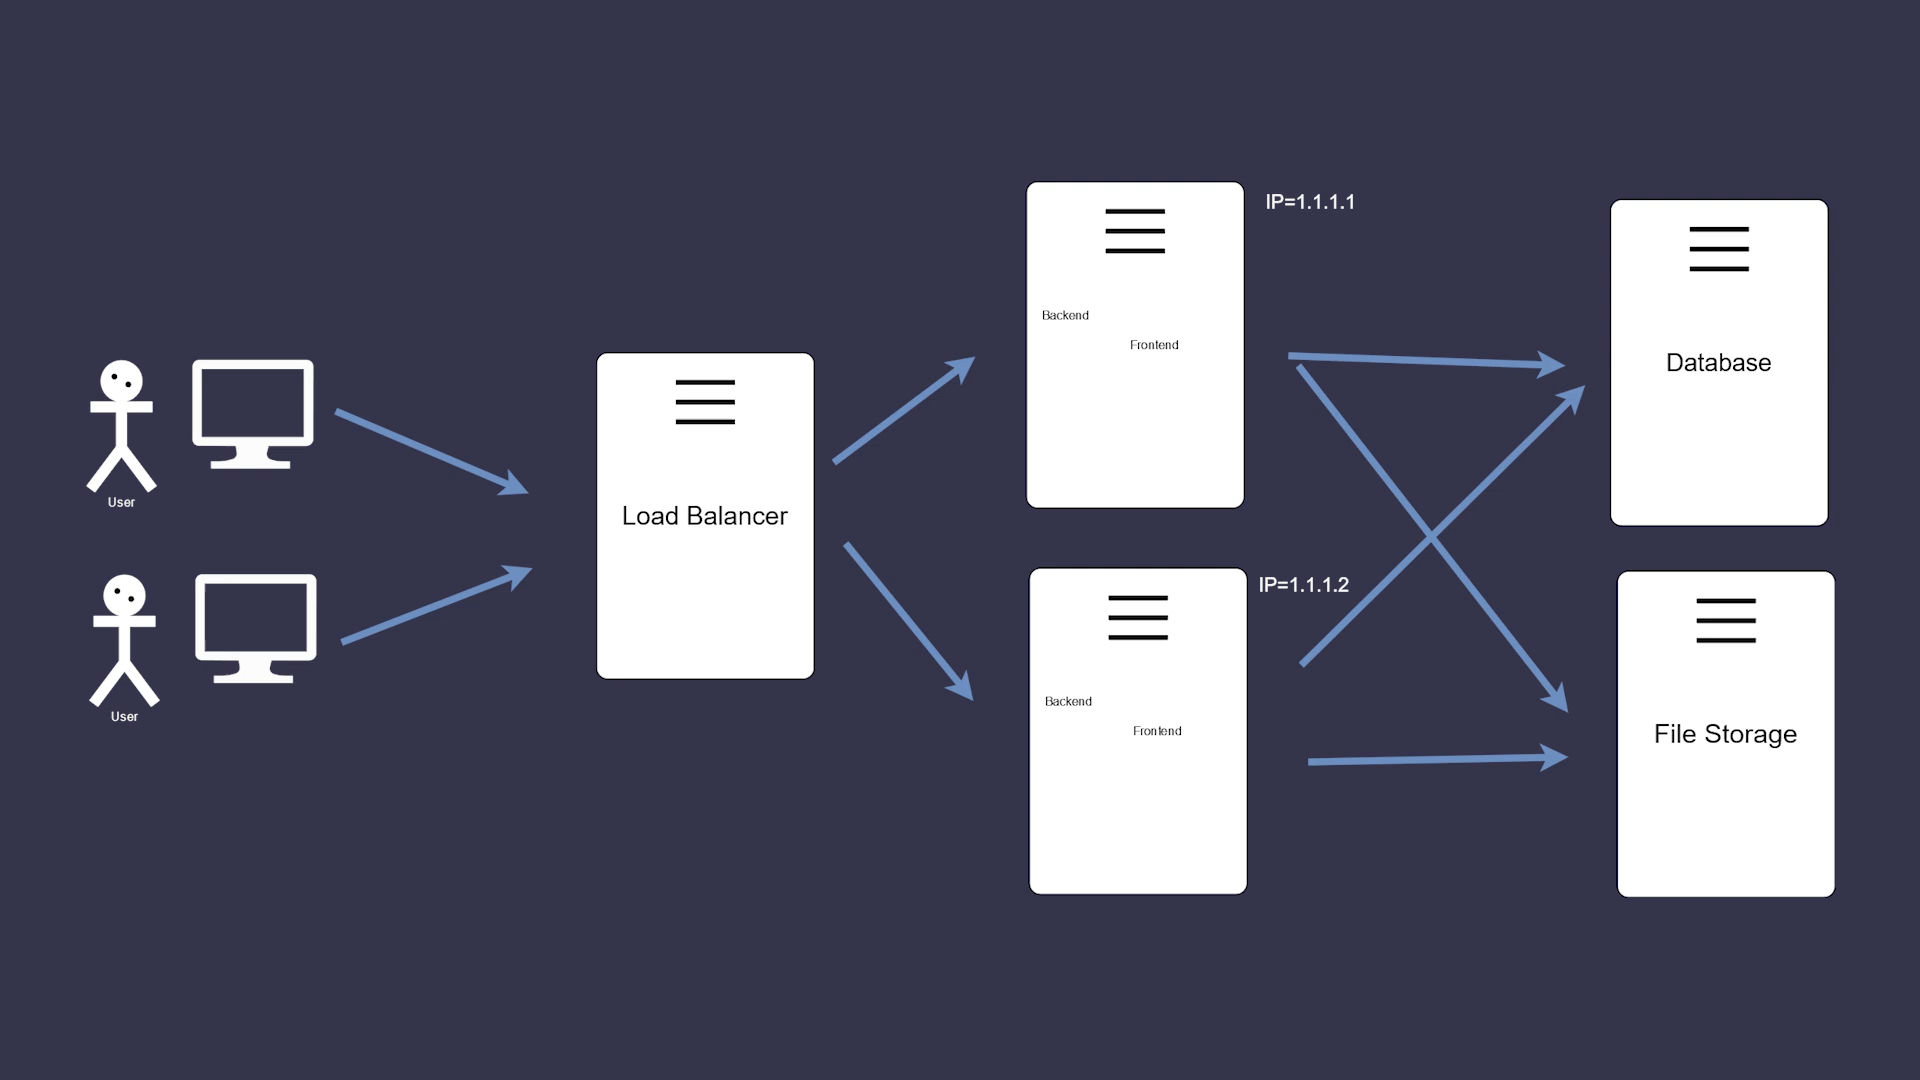 User
User
Load Balancer
IP=1.1.1.1
Backend
Frontend
IP=1.1.1.2
Backend
Frontend
Database
File Storage